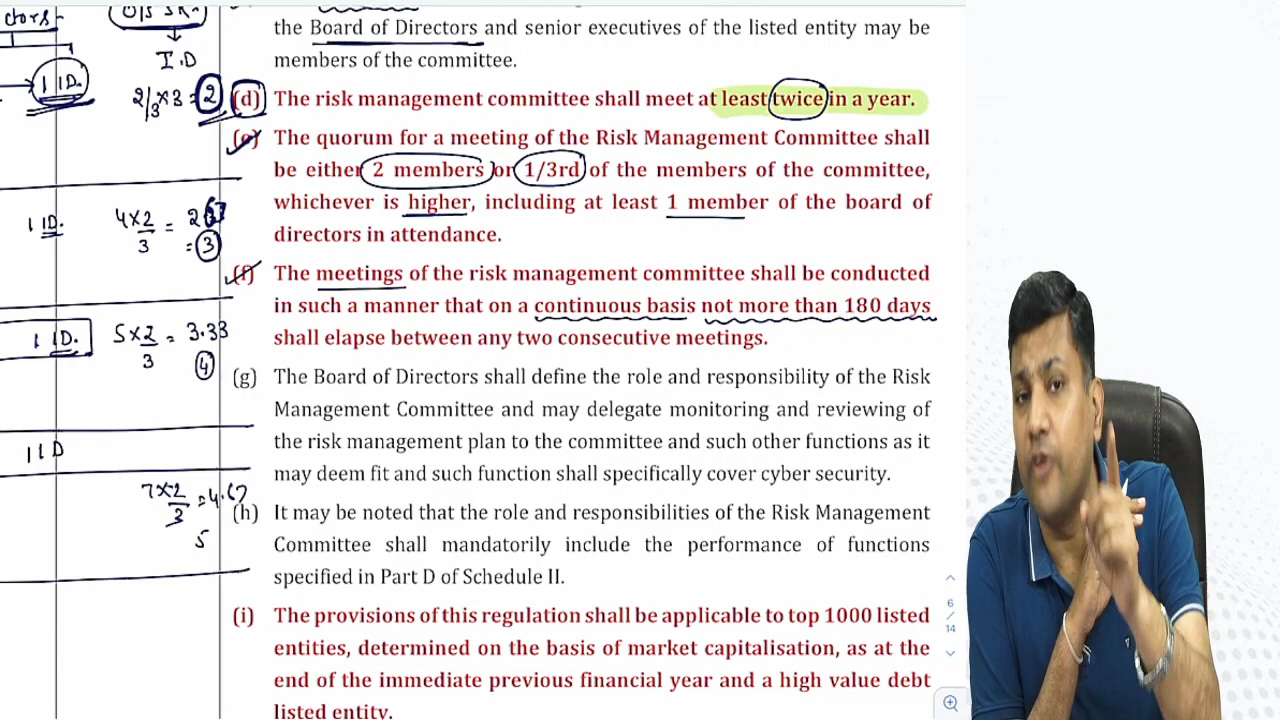 ctors
O/S SR.
I.D
1 ID.
2/3 x 3 = 2
1 ID.
4 x 2/3 = 2.67
= 3
1 ID.
5 x 2/3 = 3.33
4
1 ID
7 x 2/3 = 4.67
5
the Board of Directors and senior executives of the listed entity may be
members of the committee.
(d) The risk management committee shall meet at least twice in a year.
(e) The quorum for a meeting of the Risk Management Committee shall
be either 2 members or 1/3rd of the members of the committee,
whichever is higher, including at least 1 member of the board of
directors in attendance.
(f) The meetings of the risk management committee shall be conducted
in such a manner that on a continuous basis not more than 180 days
shall elapse between any two consecutive meetings.
(g) The Board of Directors shall define the role and responsibility of the Risk
Management Committee and may delegate monitoring and reviewing of
the risk management plan to the committee and such other functions as it
may deem fit and such function shall specifically cover cyber security.
(h) It may be noted that the role and responsibilities of the Risk Management
Committee shall mandatorily include the performance of functions
specified in Part D of Schedule II.
(i) The provisions of this regulation shall be applicable to top 1000 listed
entities, determined on the basis of market capitalisation, as at the
end of the immediate previous financial year and a high value debt
listed entity.
6
/
14